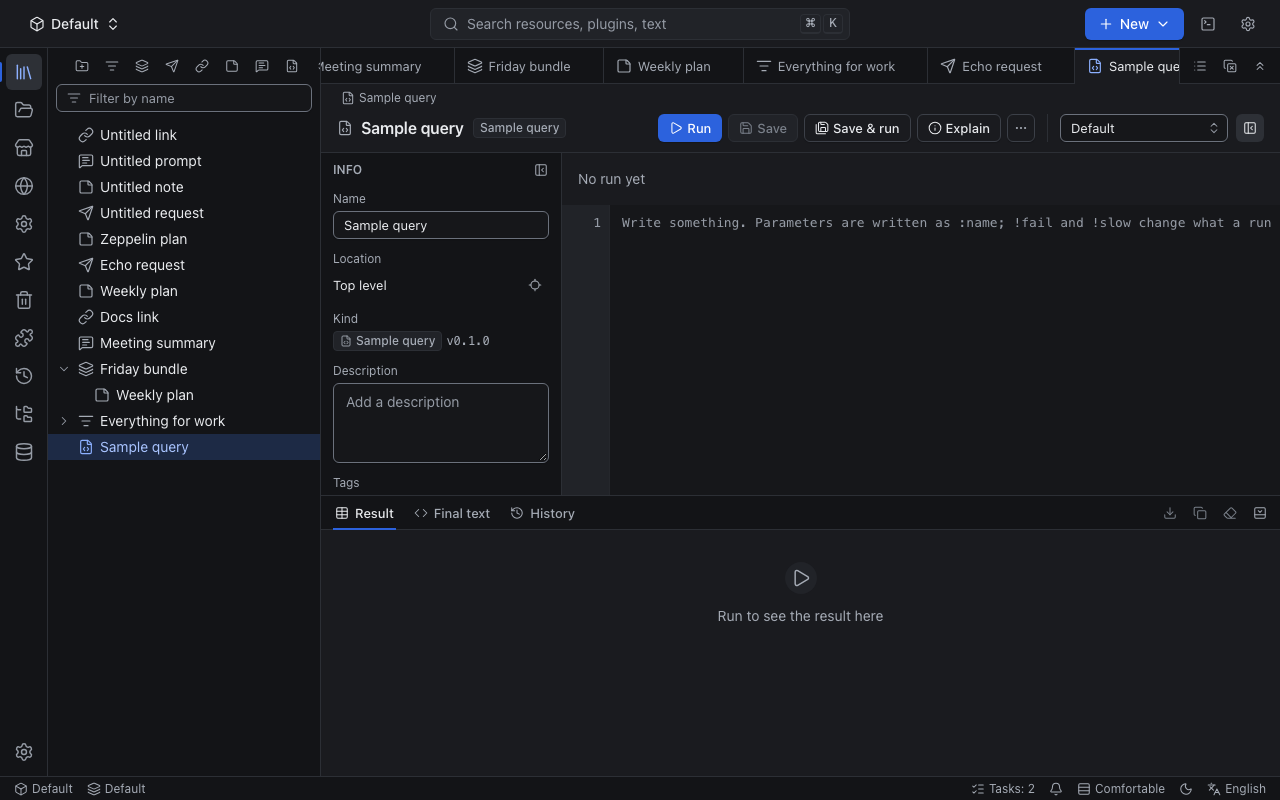 Default
Search resources, plugins, text
⌘ K
New
Meeting summary
Friday bundle
Weekly plan
Everything for work
Echo request
Sample que
Filter by name
Untitled link
Untitled prompt
Untitled note
Untitled request
Zeppelin plan
Echo request
Weekly plan
Docs link
Meeting summary
Friday bundle
Weekly plan
Everything for work
Sample query
Sample query
Sample query
Sample query
Run
Save
Save & run
Explain
Default
INFO
Name
Sample query
Location
Top level
Kind
Sample query v0.1.0
Description
Add a description
Tags
No run yet
1 Write something. Parameters are written as :name; !fail and !slow change what a run
Result
Final text
History
Run to see the result here
Default
Default
Tasks: 2
Comfortable
English